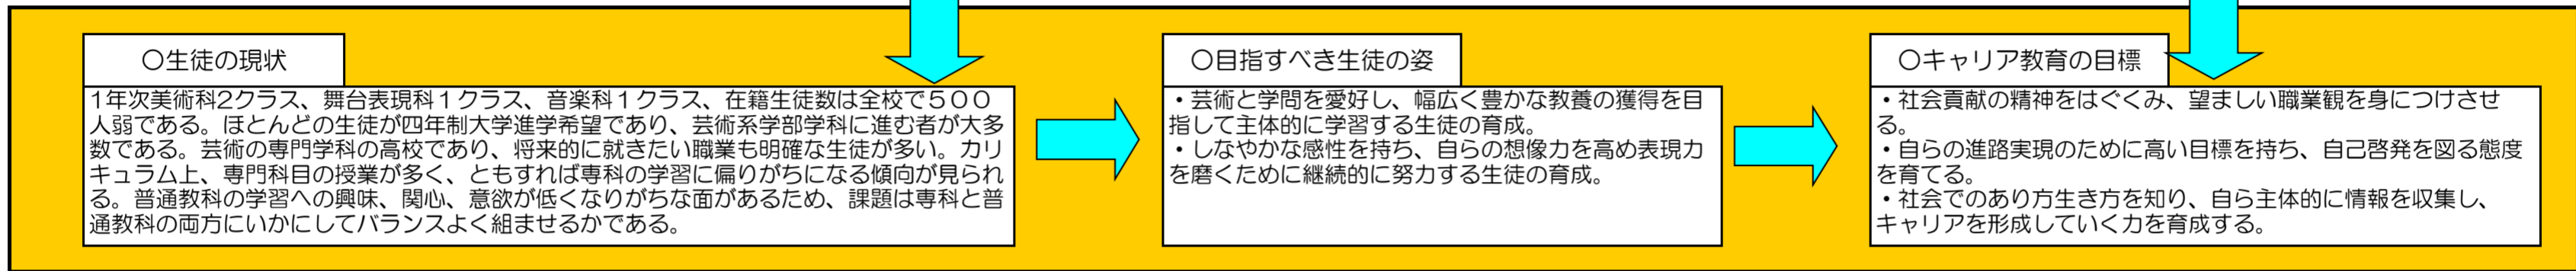 〇生徒の現状
1年次美術科2クラス、舞台表現科１クラス、音楽科１クラス、在籍生徒数は全校で５００
人弱である。ほとんどの生徒が四年制大学進学希望であり、芸術系学部学科に進む者が大多
数である。芸術の専門学科の高校であり、将来的に就きたい職業も明確な生徒が多い。カリ
キュラム上、専門科目の授業が多く、ともすれば専科の学習に偏りがちになる傾向が見られ
る。普通教科の学習への興味、関心、意欲が低くなりがちな面があるため、課題は専科と普
通教科の両方にいかにしてバランスよく組ませるかである。
〇目指すべき生徒の姿
・芸術と学問を愛好し、幅広く豊かな教養の獲得を目
指して主体的に学習する生徒の育成。
・しなやかな感性を持ち、自らの想像力を高め表現力
を磨くために継続的に努力する生徒の育成。
〇キャリア教育の目標
・社会貢献の精神をはぐくみ、望ましい職業観を身につけさせ
る。
・自らの進路実現のために高い目標を持ち、自己啓発を図る態度
を育てる。
・社会でのあり方生き方を知り、自ら主体的に情報を収集し、
キャリアを形成していく力を育成する。